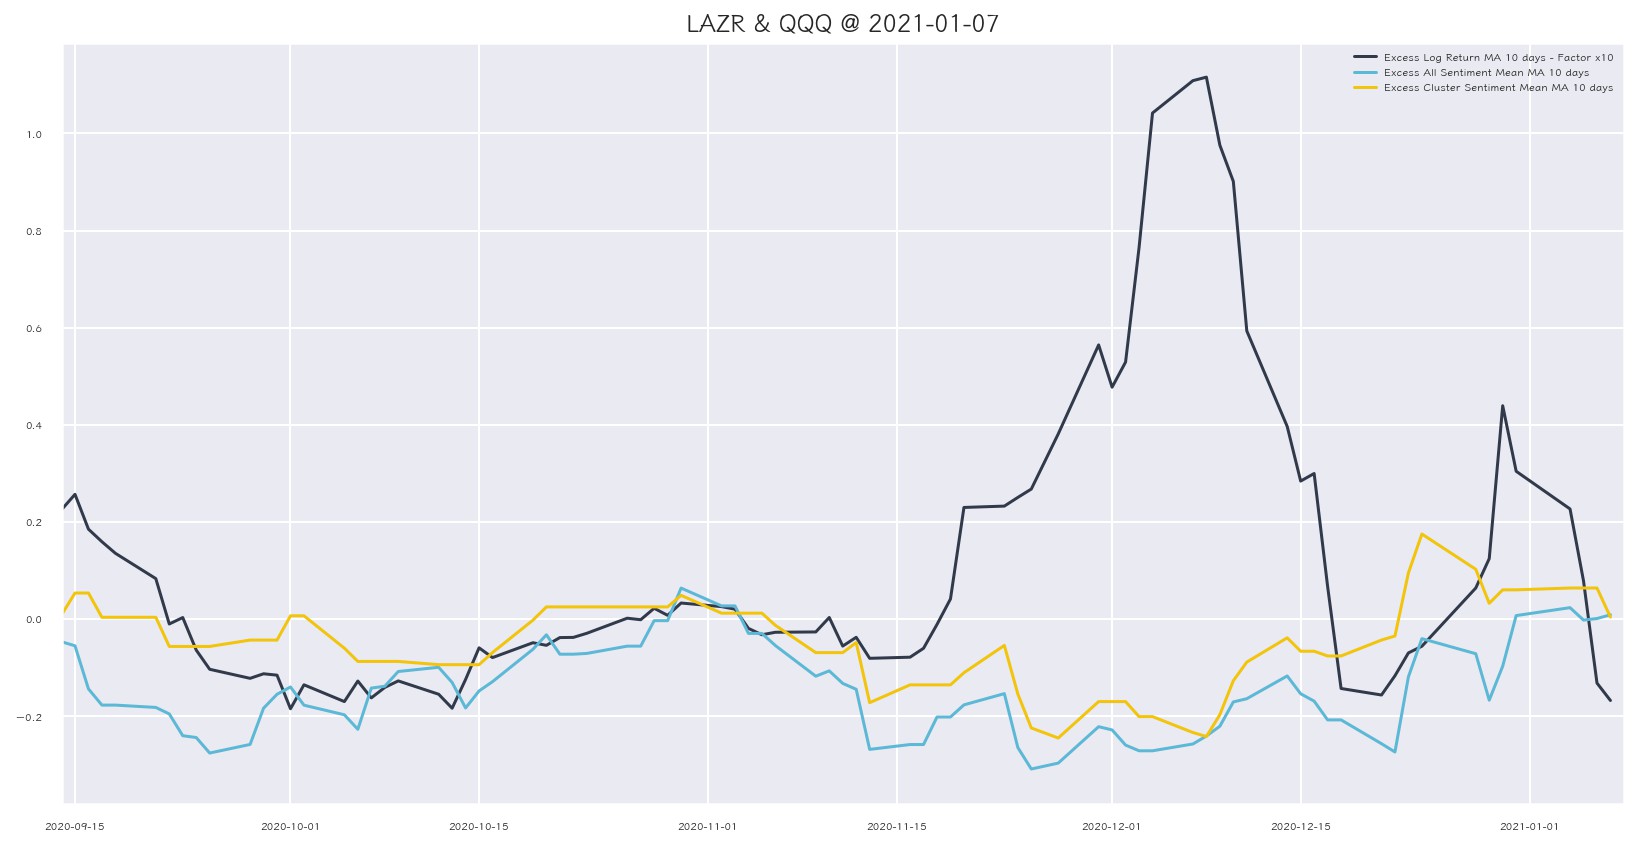 LAZR & QQQ @ 2021-01-07
Excess Log Return MA 10 days - Factor x10
Excess All Sentiment Mean MA 10 days
Excess Cluster Sentiment Mean MA 10 days
1.0
0.8
0.6
0.4
0.2
0.0
−0.2
2020-09-15 2020-10-01 2020-10-15 2020-11-01 2020-11-15 2020-12-01 2020-12-15 2021-01-01